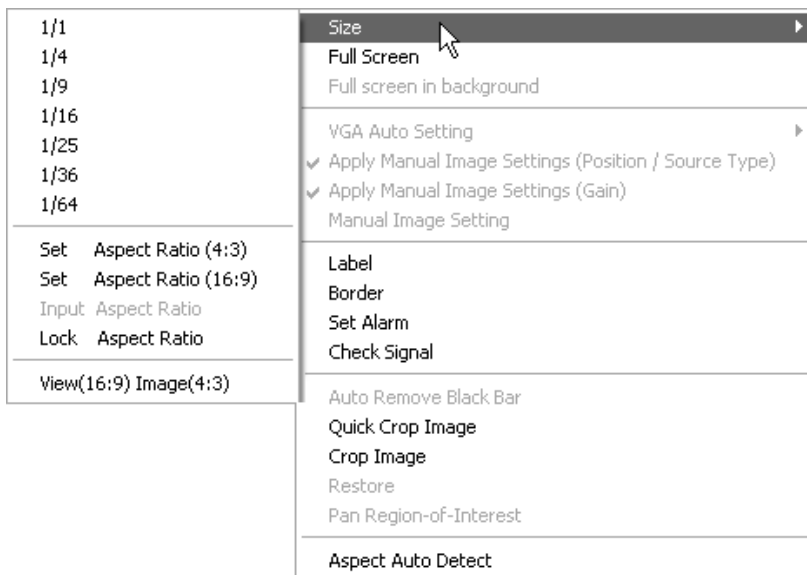 1/1
1/4
1/9
1/16
1/25
1/36
1/64
Set Aspect Ratio (4:3)
Set Aspect Ratio (16:9)
Input Aspect Ratio
Lock Aspect Ratio
View(16:9) Image(4:3)
Size
Full Screen
Full screen in background
VGA Auto Setting
Apply Manual Image Settings (Position / Source Type)
Apply Manual Image Settings (Gain)
Manual Image Setting
Label
Border
Set Alarm
Check Signal
Auto Remove Black Bar
Quick Crop Image
Crop Image
Restore
Pan Region-of-Interest
Aspect Auto Detect